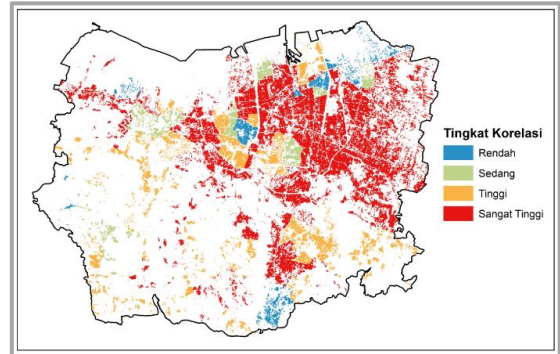 Tingkat Korelasi
Rendah
Sedang
Tinggi
Sangat Tinggi